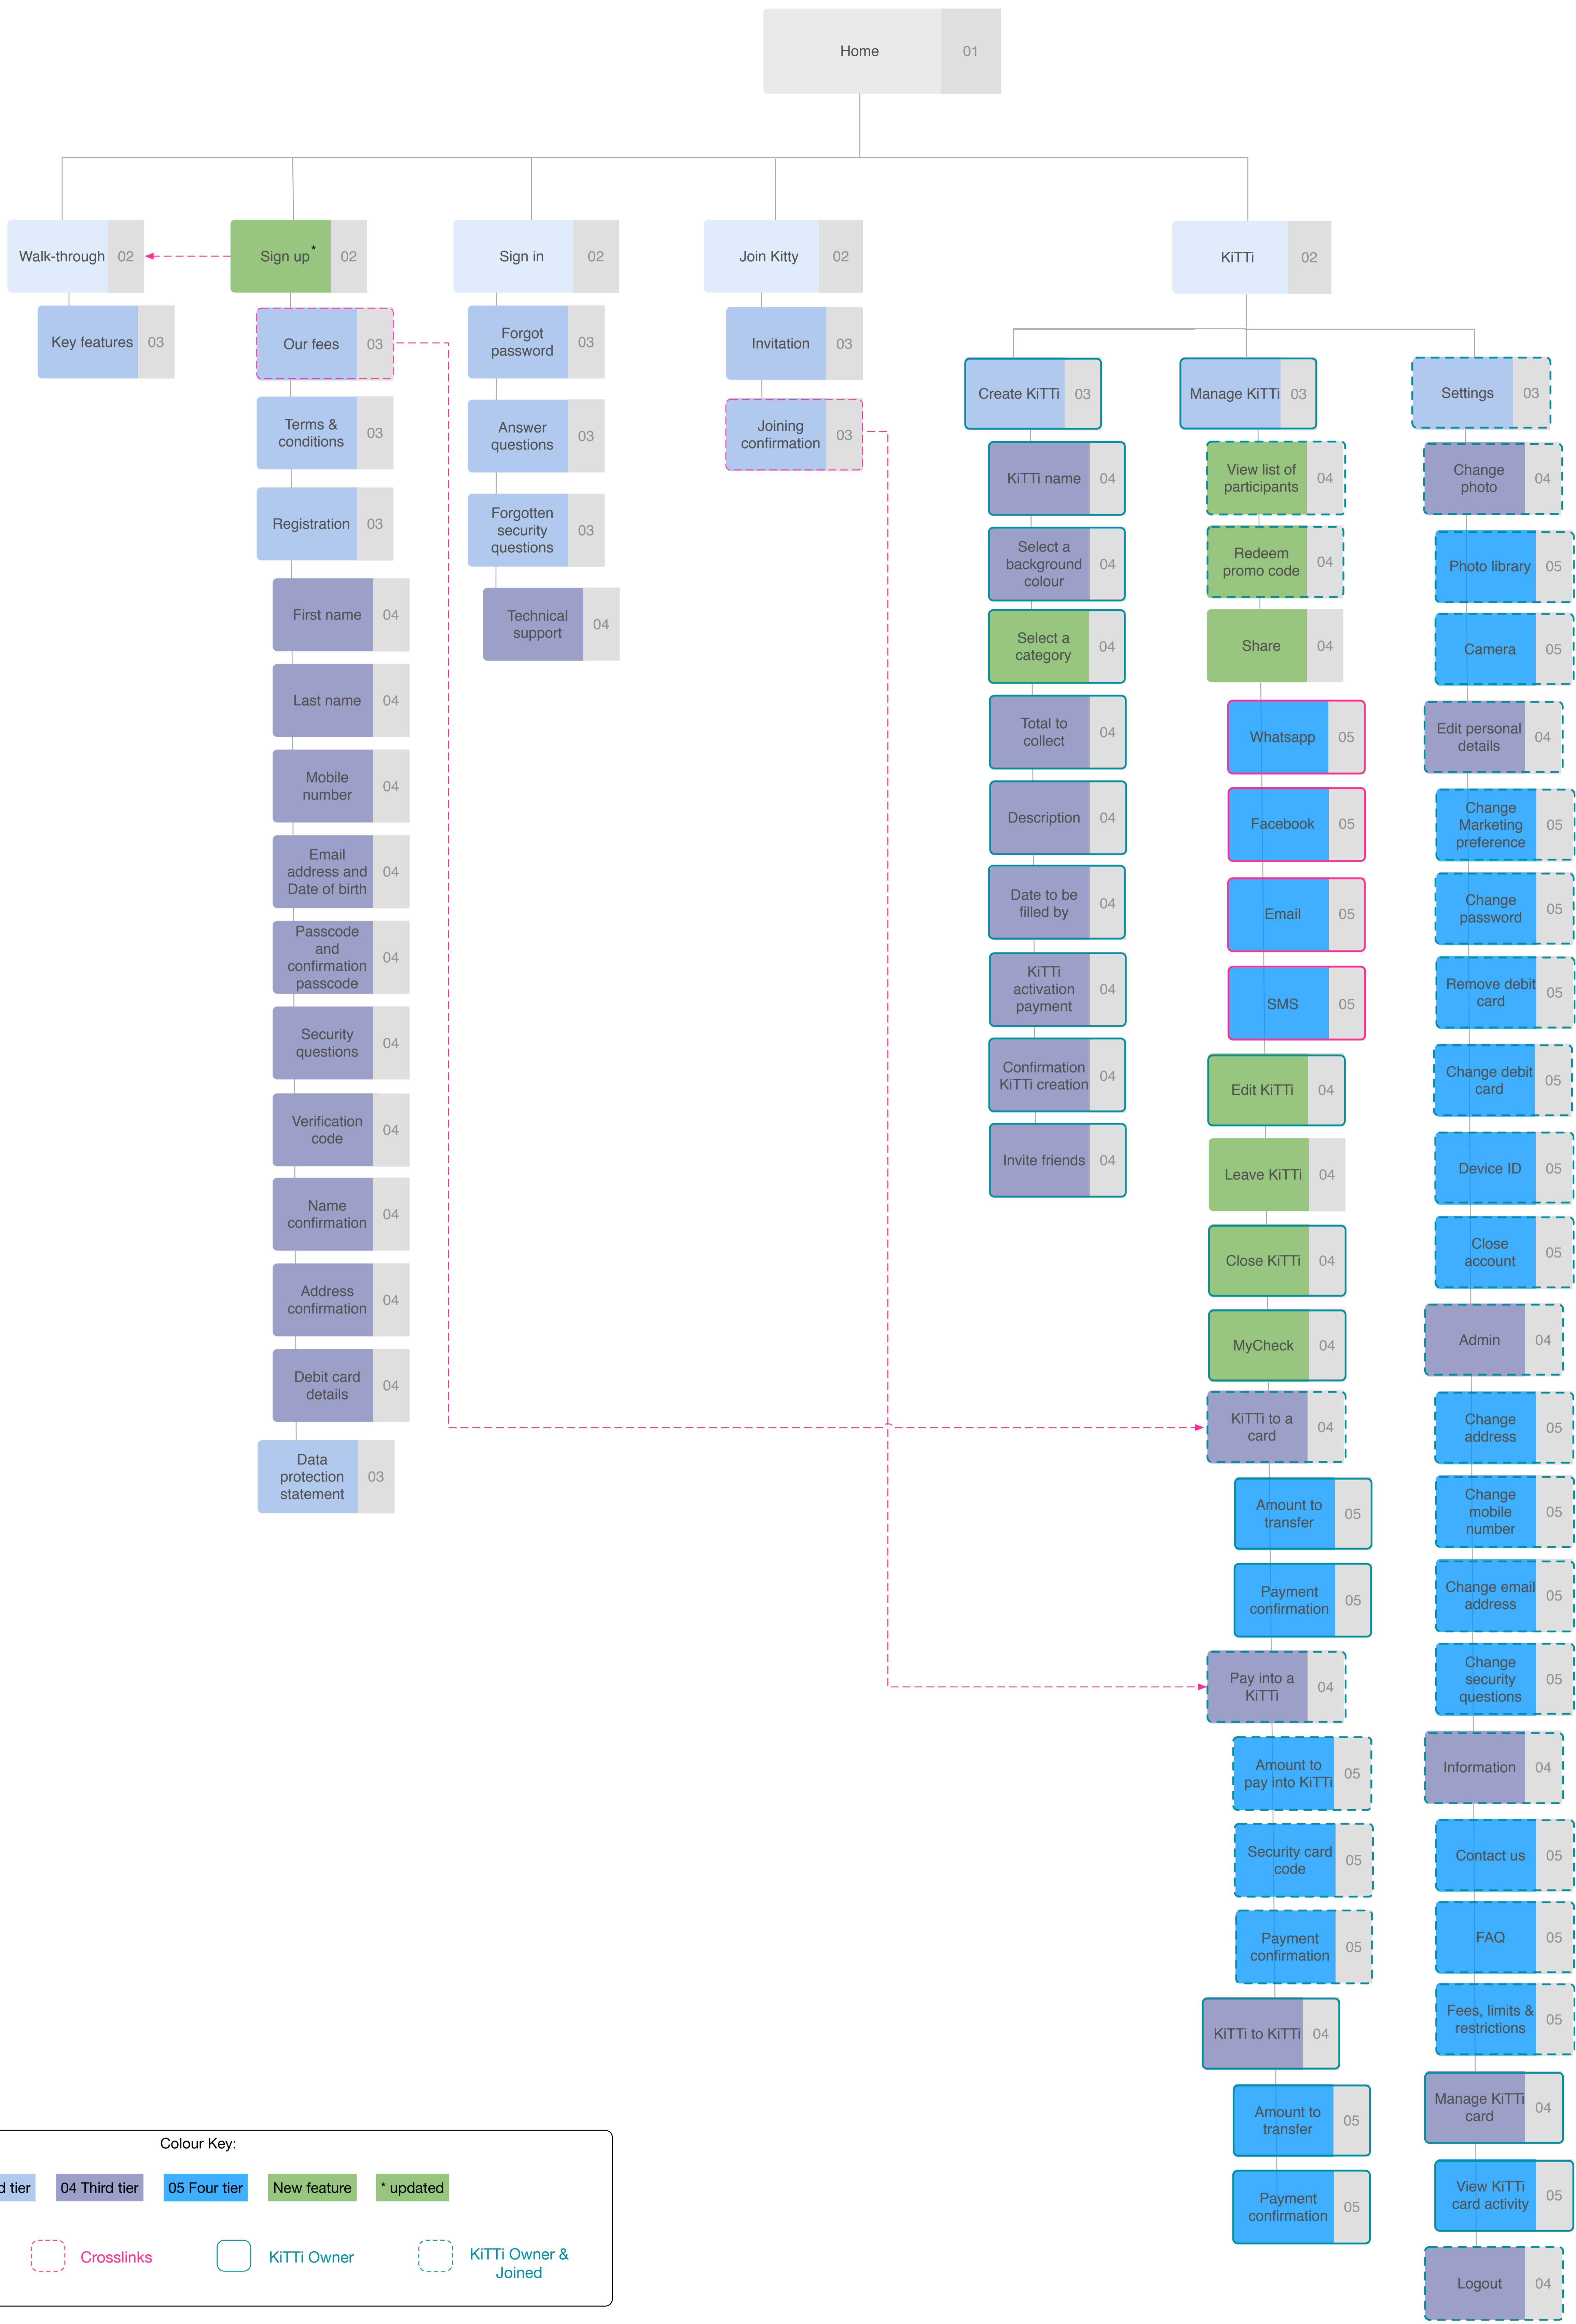 Home 01
Walk-through 02
Key features 03
Sign up * 02
Our fees 03
Terms &
conditions 03
Registration 03
First name 04
Last name 04
Mobile
number 04
Email
address and
Date of birth 04
Passcode
and
confirmation
passcode 04
Security
questions 04
Verification
code 04
Name
confirmation 04
Address
confirmation 04
Debit card
details 04
Data
protection
statement 03
Sign in 02
Forgot
password 03
Answer
questions 03
Forgotten
security
questions 03
Technical
support 04
Join Kitty 02
Invitation 03
Joining
confirmation 03
KiTTi 02
Create KiTTi 03
KiTTi name 04
Select a
background
colour 04
Select a
category 04
Total to
collect 04
Description 04
Date to be
filled by 04
KiTTi
activation
payment 04
Confirmation
KiTTi creation 04
Invite friends 04
Manage KiTTi 03
View list of
participants 04
Redeem
promo code 04
Share 04
Whatsapp 05
Facebook 05
Email 05
SMS 05
Edit KiTTi 04
Leave KiTTi 04
Close KiTTi 04
MyCheck 04
KiTTi to a
card 04
Amount to
transfer 05
Payment
confirmation 05
Pay into a
KiTTi 04
Amount to
pay into KiTTi 05
Security card
code 05
Payment
confirmation 05
KiTTi to KiTTi 04
Amount to
transfer 05
Payment
confirmation 05
Settings 03
Change
photo 04
Photo library 05
Camera 05
Edit personal
details 04
Change
Marketing
preference 05
Change
password 05
Remove debit
card 05
Change debit
card 05
Device ID 05
Close
account 05
Admin 04
Change
address 05
Change
mobile
number 05
Change email
address 05
Change
security
questions 05
Information 04
Contact us 05
FAQ 05
Fees, limits &
restrictions 05
Manage KiTTi
card 04
View KiTTi
card activity 05
Logout 04
Colour Key:
d tier
04 Third tier
05 Four tier
New feature
* updated
Crosslinks
KiTTi Owner
KiTTi Owner &
Joined